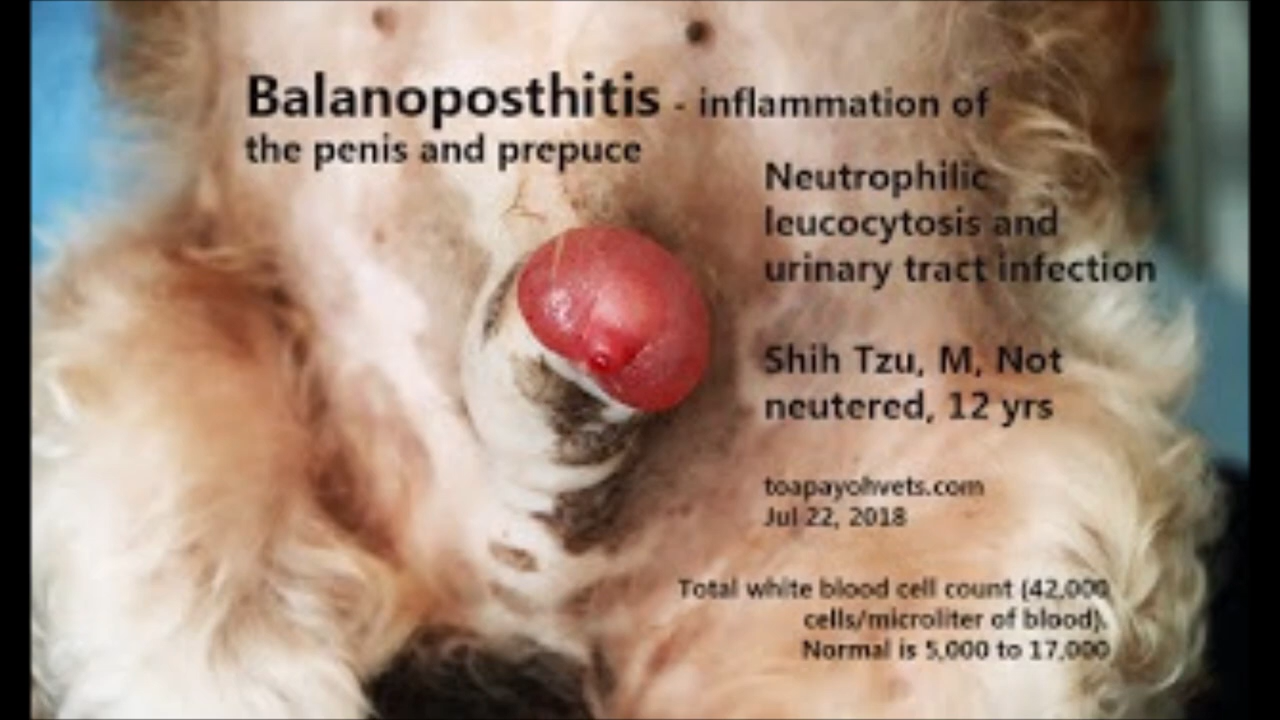 Balanoposthitis - inflammation of
the penis and prepuce
Neutrophilic
leucocytosis and
urinary tract infection
Shih Tzu, M, Not
neutered, 12 yrs
toapayohvets.com
Jul 22, 2018
Total white blood cell count (42,000
cells/microliter of blood).
Normal is 5,000 to 17,000